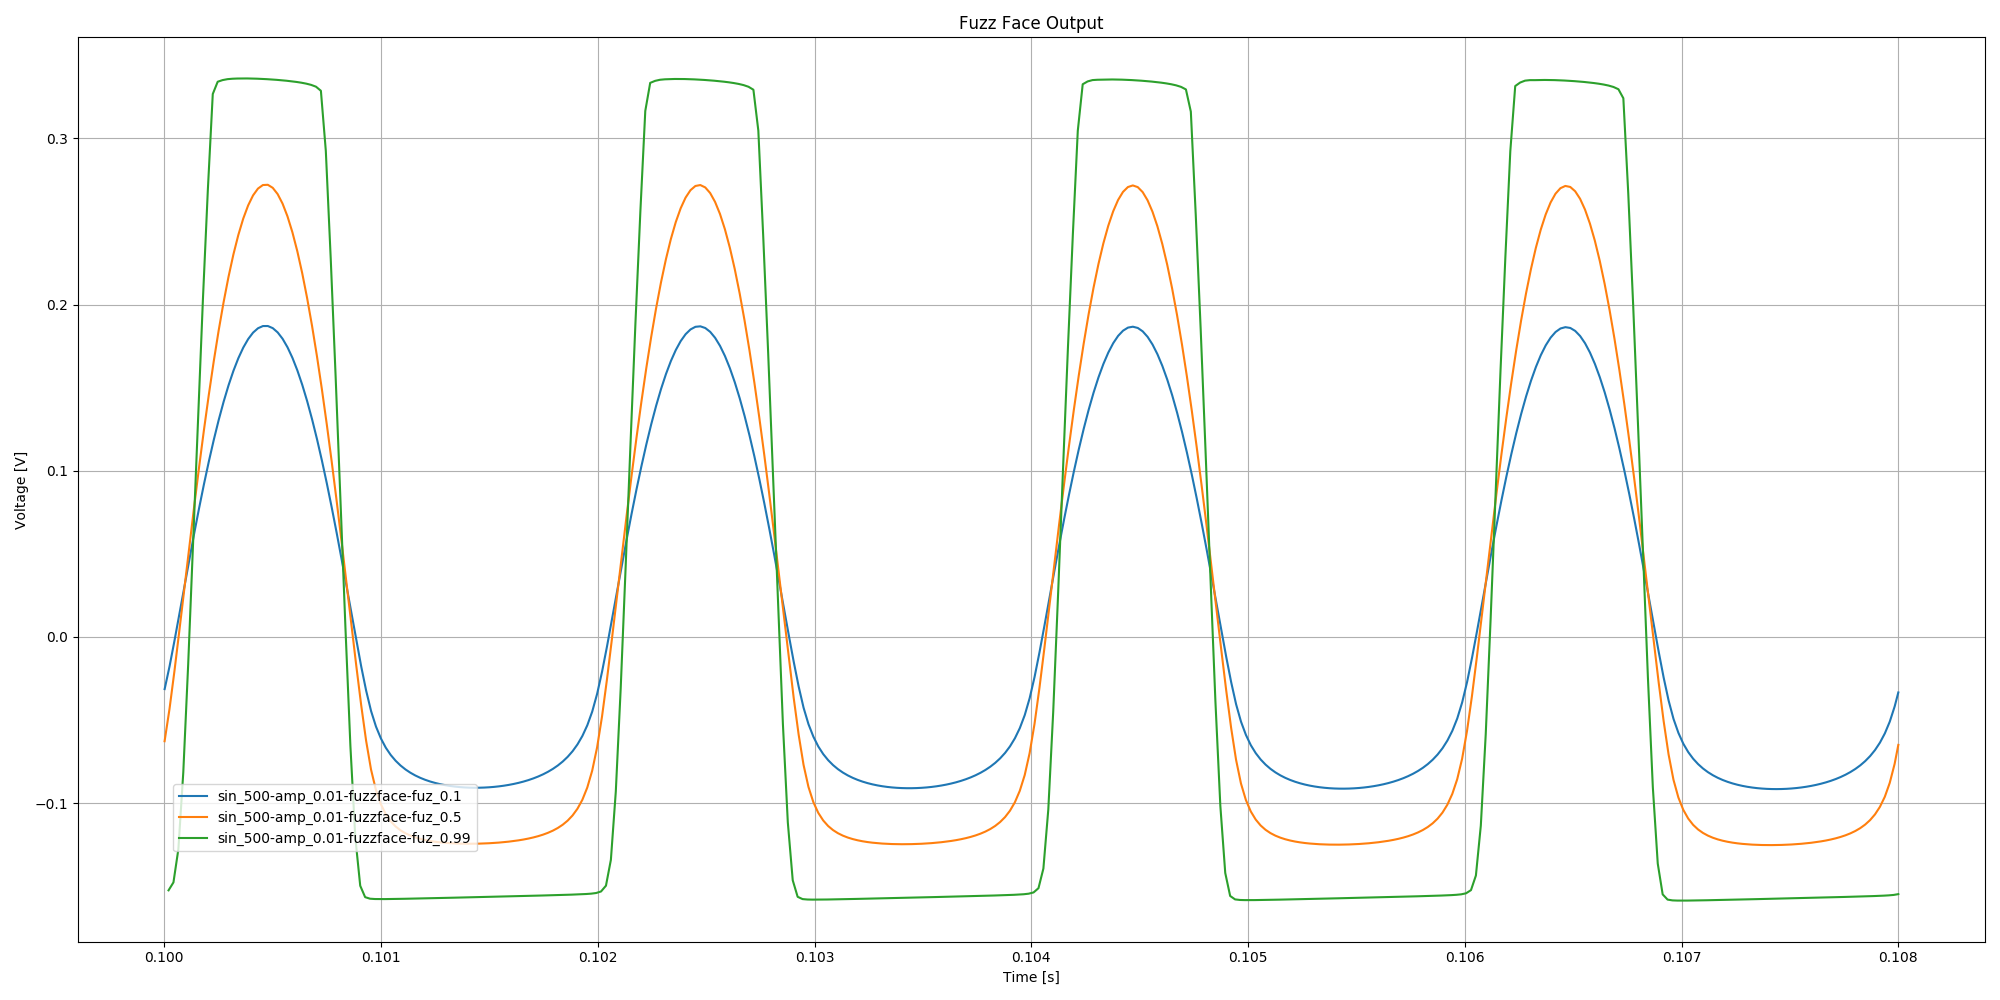 Fuzz Face Output
Voltage [V]
0.3
0.2
0.1
0.0
−0.1
sin_500-amp_0.01-fuzzface-fuz_0.1
sin_500-amp_0.01-fuzzface-fuz_0.5
sin_500-amp_0.01-fuzzface-fuz_0.99
0.100 0.101 0.102 0.103 0.104 0.105 0.106 0.107 0.108
Time [s]